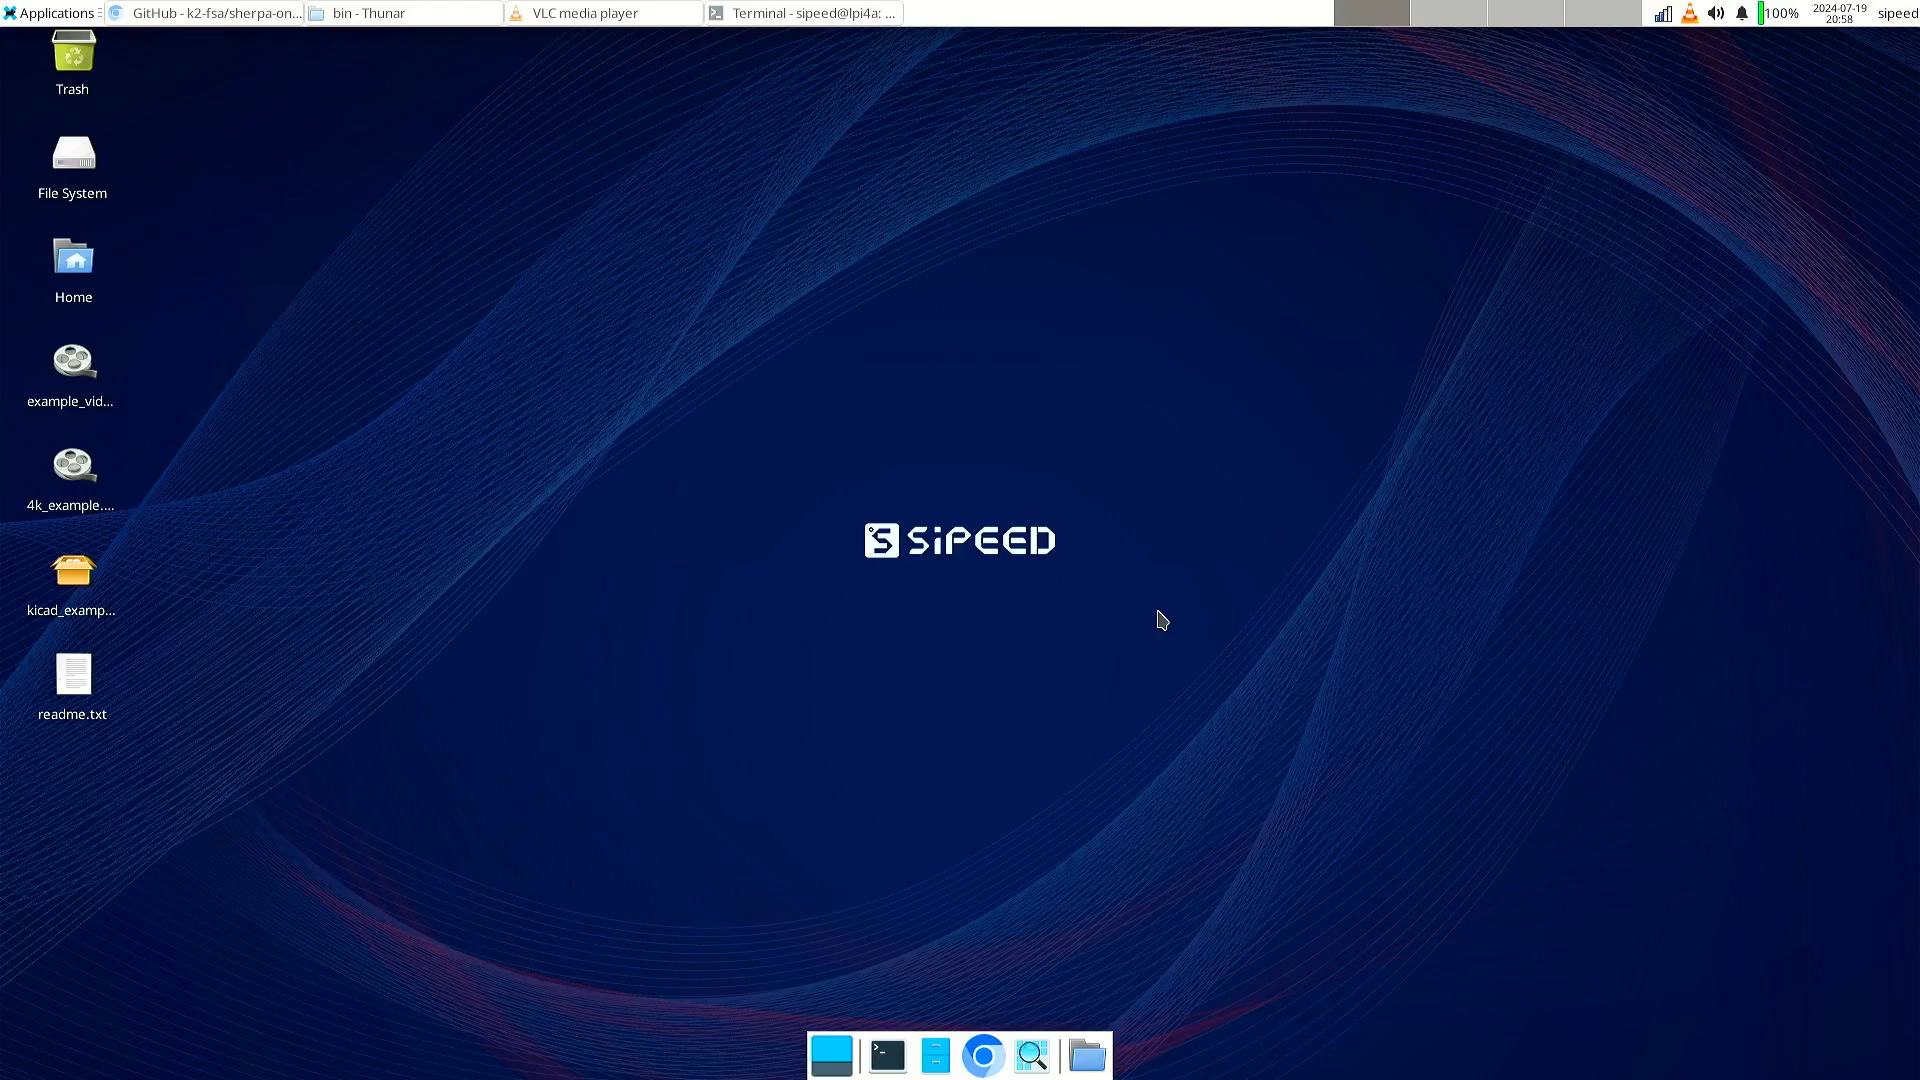 Applications
GitHub - k2-fsa/sherpa-on...
bin - Thunar
VLC media player
Terminal - sipeed@lpi4a: ...
100%
2024-07-19
20:58
sipeed
Trash
File System
Home
example_vid...
4k_example....
kicad_examp...
readme.txt
SiPEED